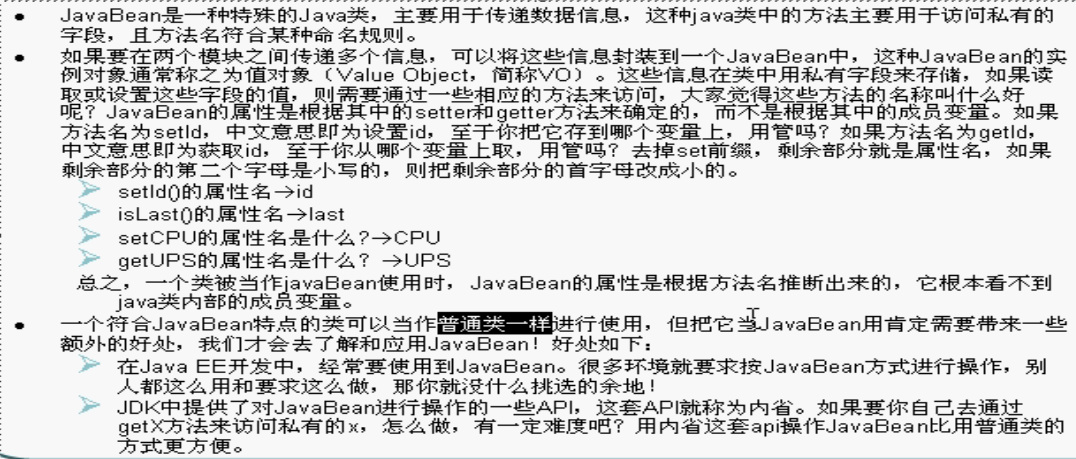 • JavaBean是一种特殊的Java类，主要用于传递数据信息，这种java类中的方法主要用于访问私有的
字段，且方法名符合某种命名规则。
• 如果要在两个模块之间传递多个信息，可以将这些信息封装到一个JavaBean中，这种JavaBean的实
例对象通常称之为值对象（Value Object，简称VO）。这些信息在类中用私有字段来存储，如果读
取或设置这些字段的值，则需要通过一些相应的方法来访问，大家觉得这些方法的名称叫什么好
呢？JavaBean的属性是根据其中的setter和getter方法来确定的，而不是根据其中的成员变量。如果
方法名为setId，中文意思即为设置id，至于你把它存到哪个变量上，用管吗？如果方法名为getId，
中文意思即为获取id，至于你从哪个变量上取，用管吗？去掉set前缀，剩余部分就是属性名，如果
剩余部分的第二个字母是小写的，则把剩余部分的首字母改成小的。
➢ setId()的属性名→id
➢ isLast()的属性名→last
➢ setCPU的属性名是什么?→CPU
➢ getUPS的属性名是什么？→UPS
总之，一个类被当作javaBean使用时，JavaBean的属性是根据方法名推断出来的，它根本看不到
java类内部的成员变量。
• 一个符合JavaBean特点的类可以当作普通类一样进行使用，但把它当JavaBean用肯定需要带来一些
额外的好处，我们才会去了解和应用JavaBean！好处如下：
➢ 在Java EE开发中，经常要使用到JavaBean。很多环境就要求按JavaBean方式进行操作，别
人都这么用和要求这么做，那你就没什么挑选的余地！
➢ JDK中提供了对JavaBean进行操作的一些API，这套API就称为内省。如果要你自己去通过
getX方法来访问私有的x，怎么做，有一定难度吧？用内省这套api操作JavaBean比用普通类的
方式更方便。